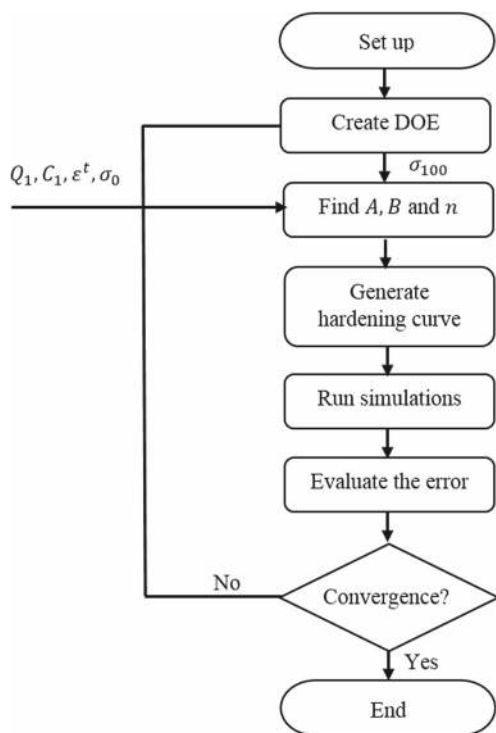 Set up
Create DOE
σ₁₀₀
Q₁, C₁, εᵗ, σ₀
Find A, B and n
Generate
hardening curve
Run simulations
Evaluate the error
No
Convergence?
Yes
End